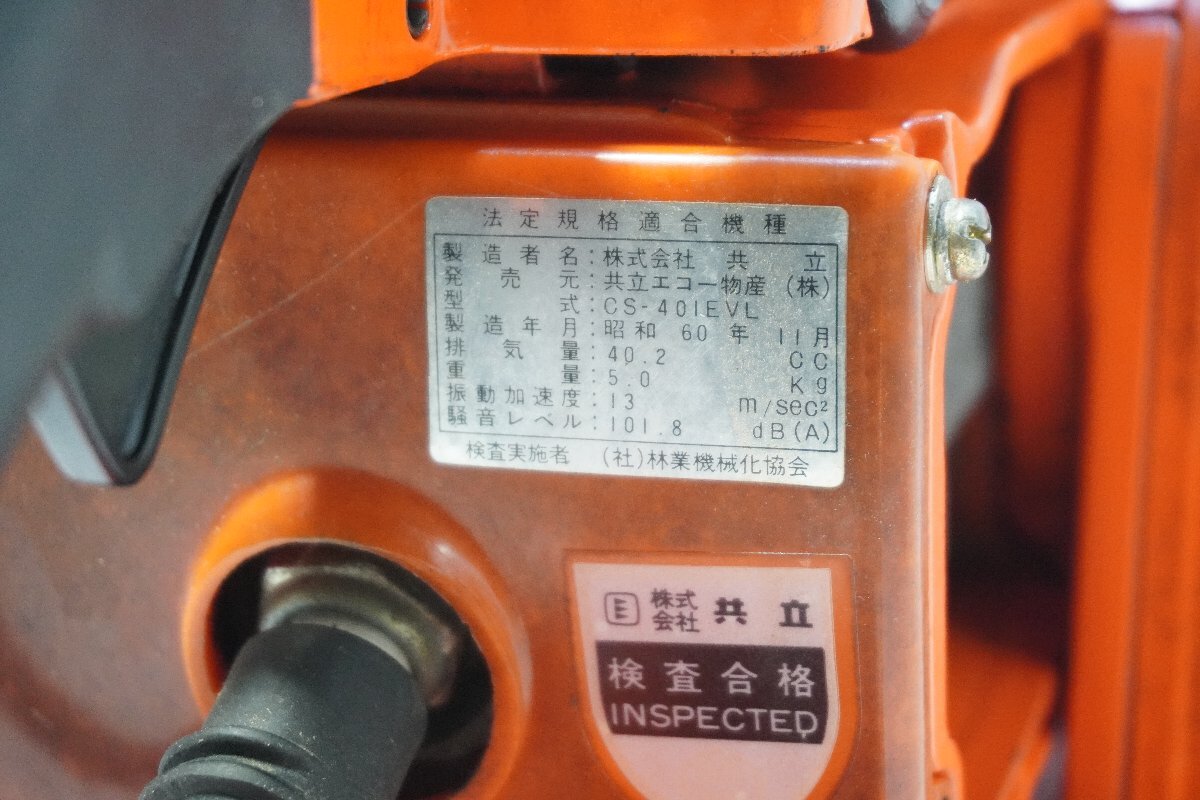 法定規格適合機種
製造者名：株式会社 共立
発売元：共立エコー物産（株）
型式：CS-401EVL
製造年月：昭和 60年 11月
排気量：40.2 CC
重量：5.0 Kg
振動加速度：13 m/sec²
騒音レベル：101.8 dB(A)
検査実施者 (社)林業機械化協会
E 株式会社 共立
検査合格
INSPECTED